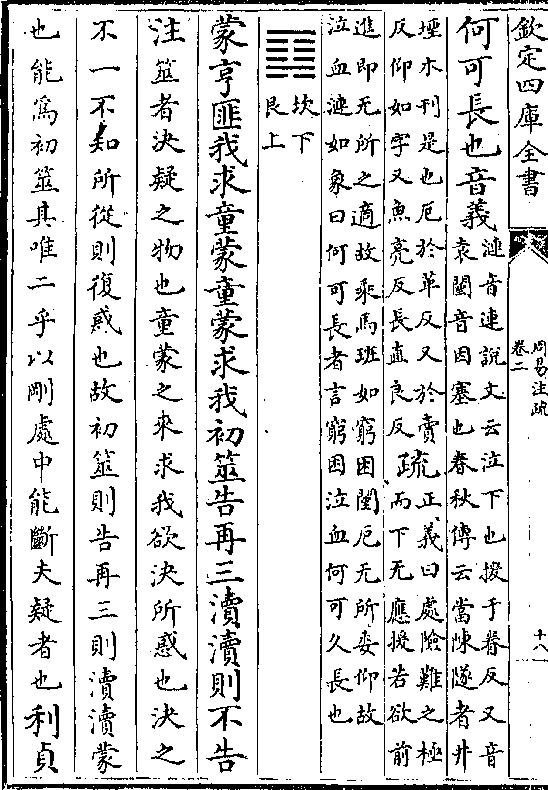 欽定四庫全書
周易注疏
卷二
十八
何可長也音義
漣音連說文云泣下也援于眷反又音
袁闉音因塞也春秋傳云當陳隧者井
堙木刊是也厄於革反又於賣
反仰如字又魚亮反長直良反
疏
正義曰處險難之極
而下无應援若欲前
進即无所之適故乘馬班如窮困闉厄无所委仰故
泣血漣如象曰何可長者言窮困泣血何可久長也
坎下
艮上
蒙亨匪我求童蒙童蒙求我初筮告再三瀆瀆則不告
注筮者決疑之物也童蒙之來求我欲決所惑也決之
不一不知所從則復惑也故初筮則告再三則瀆瀆蒙
也能為初筮其唯二乎以剛處中能斷夫疑者也利貞